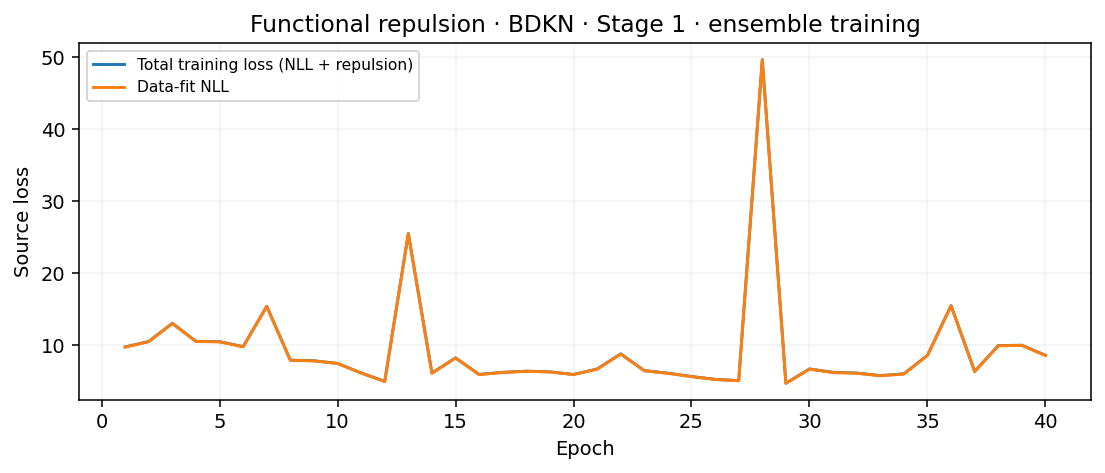 Functional repulsion · BDKN · Stage 1 · ensemble training
Total training loss (NLL + repulsion)
Data-fit NLL
Source loss
50
40
30
20
10
0 5 10 15 20 25 30 35 40
Epoch